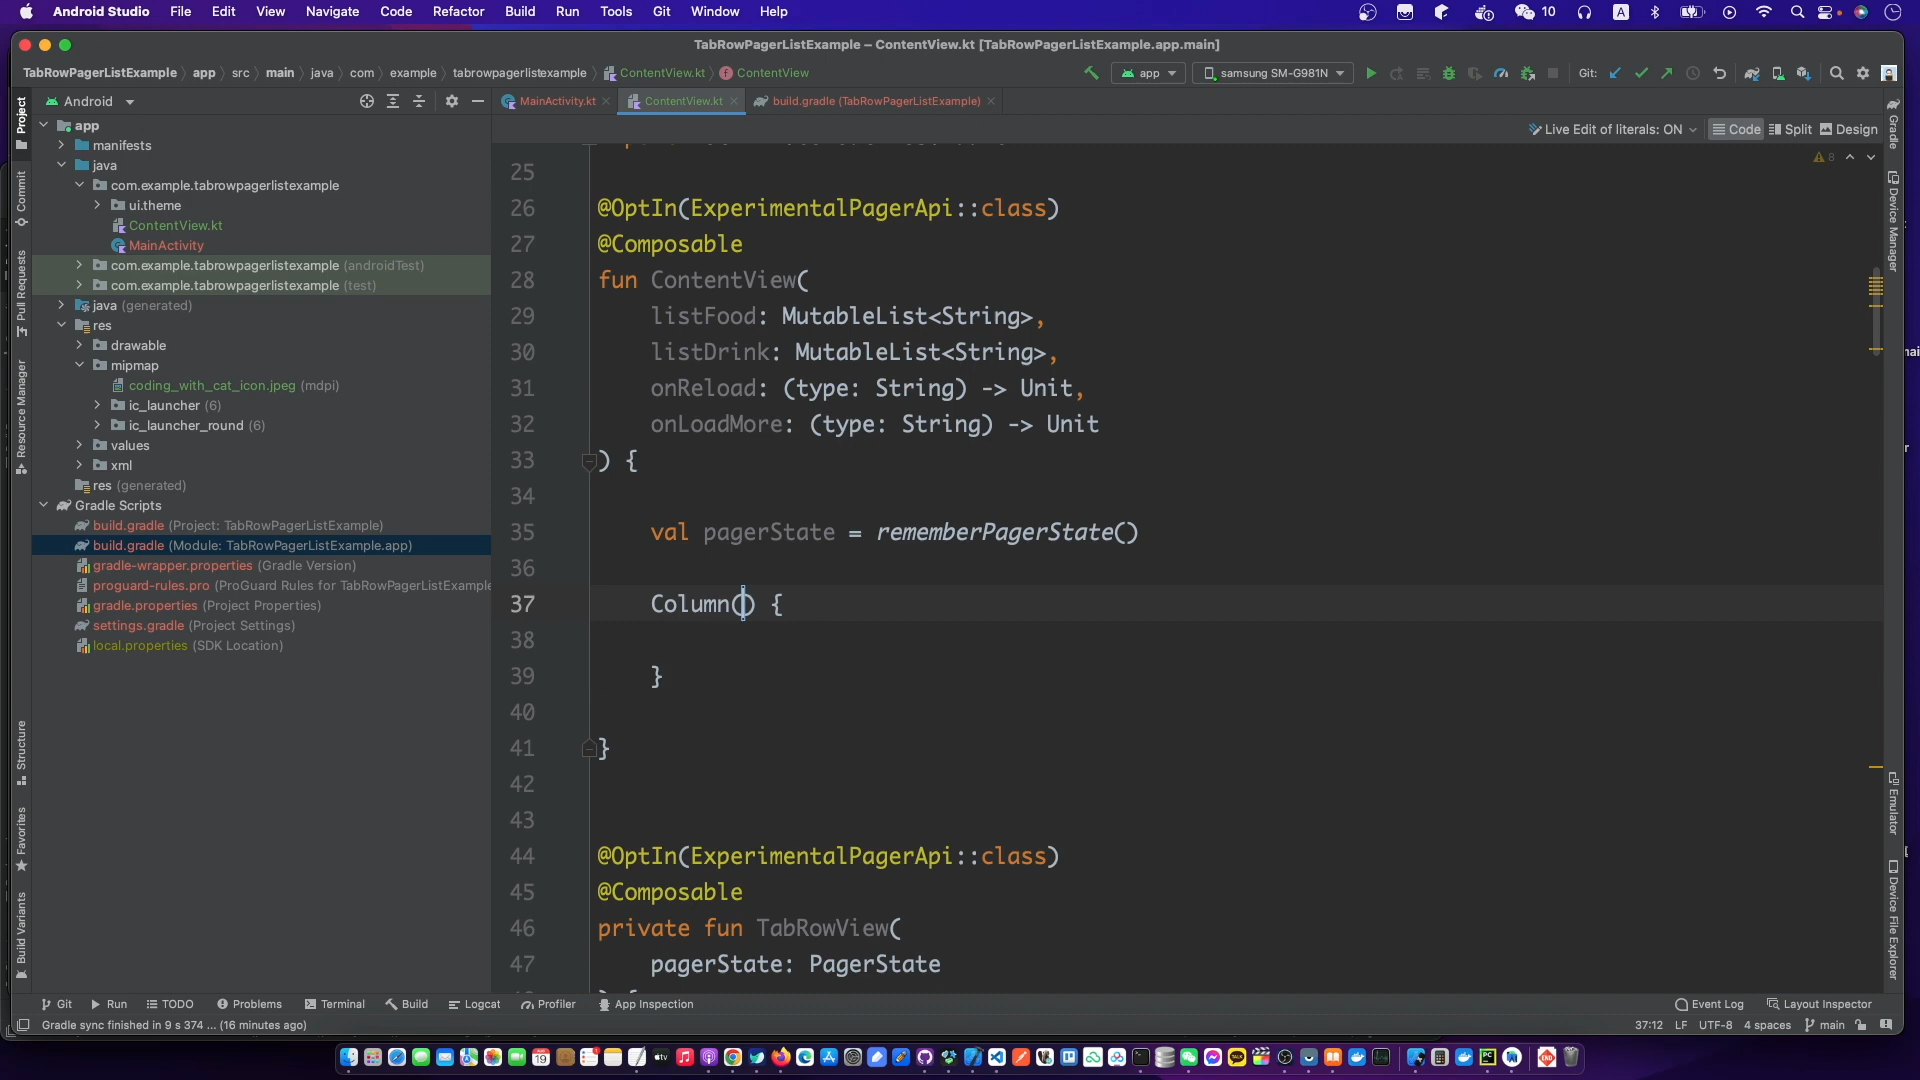 Android Studio File Edit View Navigate Code Refactor Build Run Tools Git Window Help 10 A
TabRowPagerListExample – ContentView.kt [TabRowPagerListExample.app.main]
TabRowPagerListExample app src main java com example tabrowpagerlistexample ContentView.kt ContentView app samsung SM-G981N Git:
Android MainActivity.kt ContentView.kt build.gradle (TabRowPagerListExample)
Live Edit of literals: ON Code Split Design
8
app
manifests
java
com.example.tabrowpagerlistexample
ui.theme
ContentView.kt
MainActivity
com.example.tabrowpagerlistexample (androidTest)
com.example.tabrowpagerlistexample (test)
java (generated)
res
drawable
mipmap
coding_with_cat_icon.jpeg (mdpi)
ic_launcher (6)
ic_launcher_round (6)
values
xml
res (generated)
Gradle Scripts
build.gradle (Project: TabRowPagerListExample)
build.gradle (Module: TabRowPagerListExample.app)
gradle-wrapper.properties (Gradle Version)
proguard-rules.pro (ProGuard Rules for TabRowPagerListExample
gradle.properties (Project Properties)
settings.gradle (Project Settings)
local.properties (SDK Location)
Project
Commit
Pull Requests
Resource Manager
Structure
Favorites
Build Variants
25
26 @OptIn(ExperimentalPagerApi::class)
27 @Composable
28 fun ContentView(
29 listFood: MutableList<String>,
30 listDrink: MutableList<String>,
31 onReload: (type: String) -> Unit,
32 onLoadMore: (type: String) -> Unit
33 ) {
34
35 val pagerState = rememberPagerState()
36
37 Column() {
38
39 }
40
41 }
42
43
44 @OptIn(ExperimentalPagerApi::class)
45 @Composable
46 private fun TabRowView(
47 pagerState: PagerState
Gradle
Device Manager
Emulator
Device File Explorer
Git Run TODO Problems Terminal Build Logcat Profiler App Inspection Event Log Layout Inspector
Gradle sync finished in 9 s 374 ... (16 minutes ago) 37:12 LF UTF-8 4 spaces main